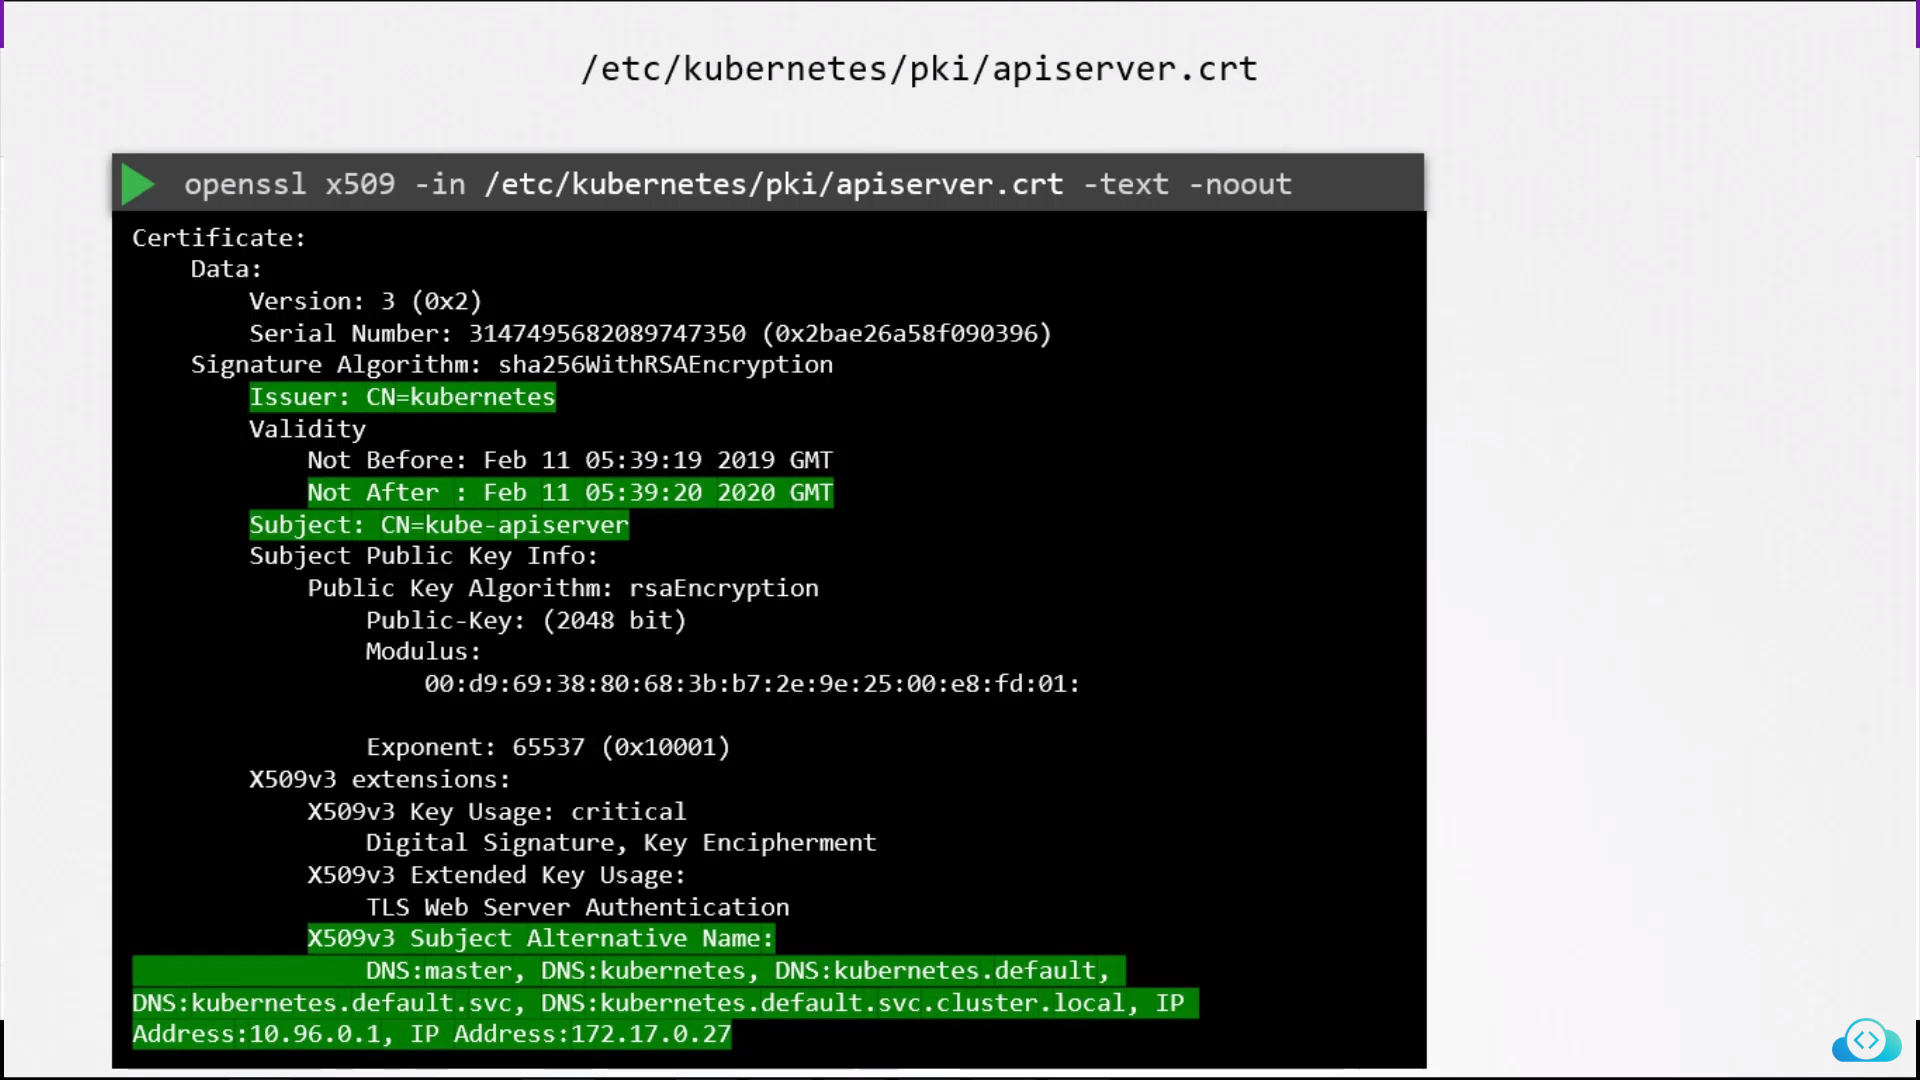 /etc/kubernetes/pki/apiserver.crt
openssl x509 -in /etc/kubernetes/pki/apiserver.crt -text -noout
Certificate:
Data:
Version: 3 (0x2)
Serial Number: 3147495682089747350 (0x2bae26a58f090396)
Signature Algorithm: sha256WithRSAEncryption
Issuer: CN=kubernetes
Validity
Not Before: Feb 11 05:39:19 2019 GMT
Not After : Feb 11 05:39:20 2020 GMT
Subject: CN=kube-apiserver
Subject Public Key Info:
Public Key Algorithm: rsaEncryption
Public-Key: (2048 bit)
Modulus:
00:d9:69:38:80:68:3b:b7:2e:9e:25:00:e8:fd:01:
Exponent: 65537 (0x10001)
X509v3 extensions:
X509v3 Key Usage: critical
Digital Signature, Key Encipherment
X509v3 Extended Key Usage:
TLS Web Server Authentication
X509v3 Subject Alternative Name:
DNS:master, DNS:kubernetes, DNS:kubernetes.default,
DNS:kubernetes.default.svc, DNS:kubernetes.default.svc.cluster.local, IP
Address:10.96.0.1, IP Address:172.17.0.27